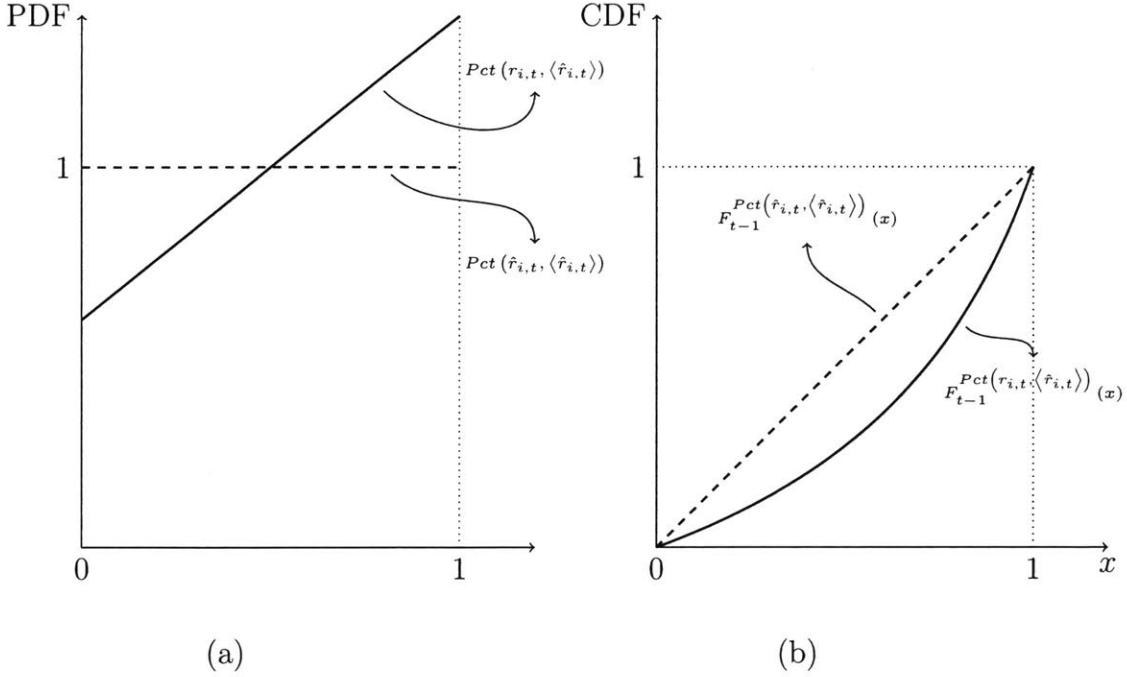 PDF
Pct(r_{i,t}, ⟨r̂_{i,t}⟩)
1
Pct(r̂_{i,t}, ⟨r̂_{i,t}⟩)
0
1
(a)
CDF
1
F_{t−1}^{Pct(r̂_{i,t}, ⟨r̂_{i,t}⟩)}(x)
F_{t−1}^{Pct(r_{i,t}, ⟨r̂_{i,t}⟩)}(x)
0
1
x
(b)